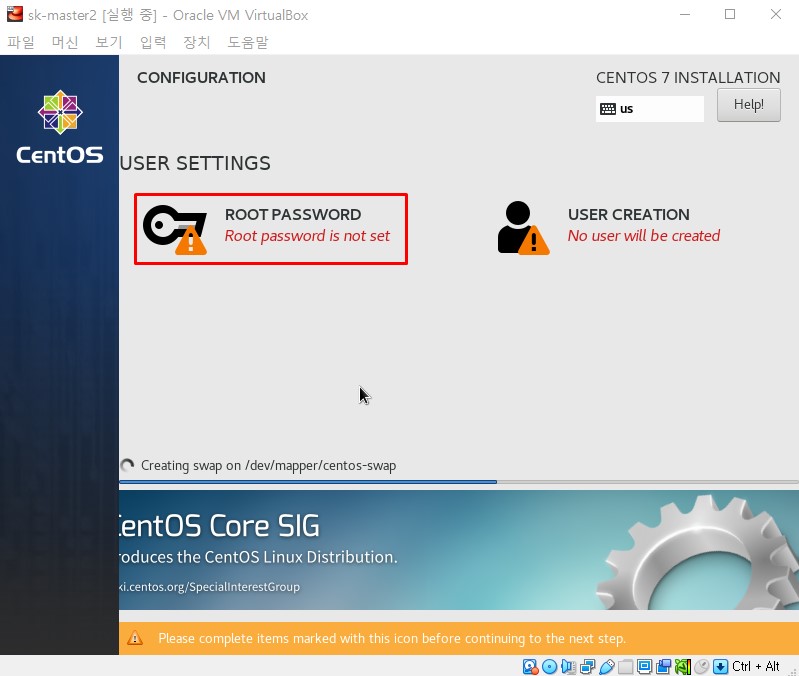 sk-master2 [실행 중] - Oracle VM VirtualBox
파일 머신 보기 입력 장치 도움말
CONFIGURATION
CENTOS 7 INSTALLATION
us
Help!
CentOS
USER SETTINGS
ROOT PASSWORD
Root password is not set
USER CREATION
No user will be created
Creating swap on /dev/mapper/centos-swap
CentOS Core SIG
roduces the CentOS Linux Distribution.
ki.centos.org/SpecialInterestGroup
Please complete items marked with this icon before continuing to the next step.
Ctrl + Alt